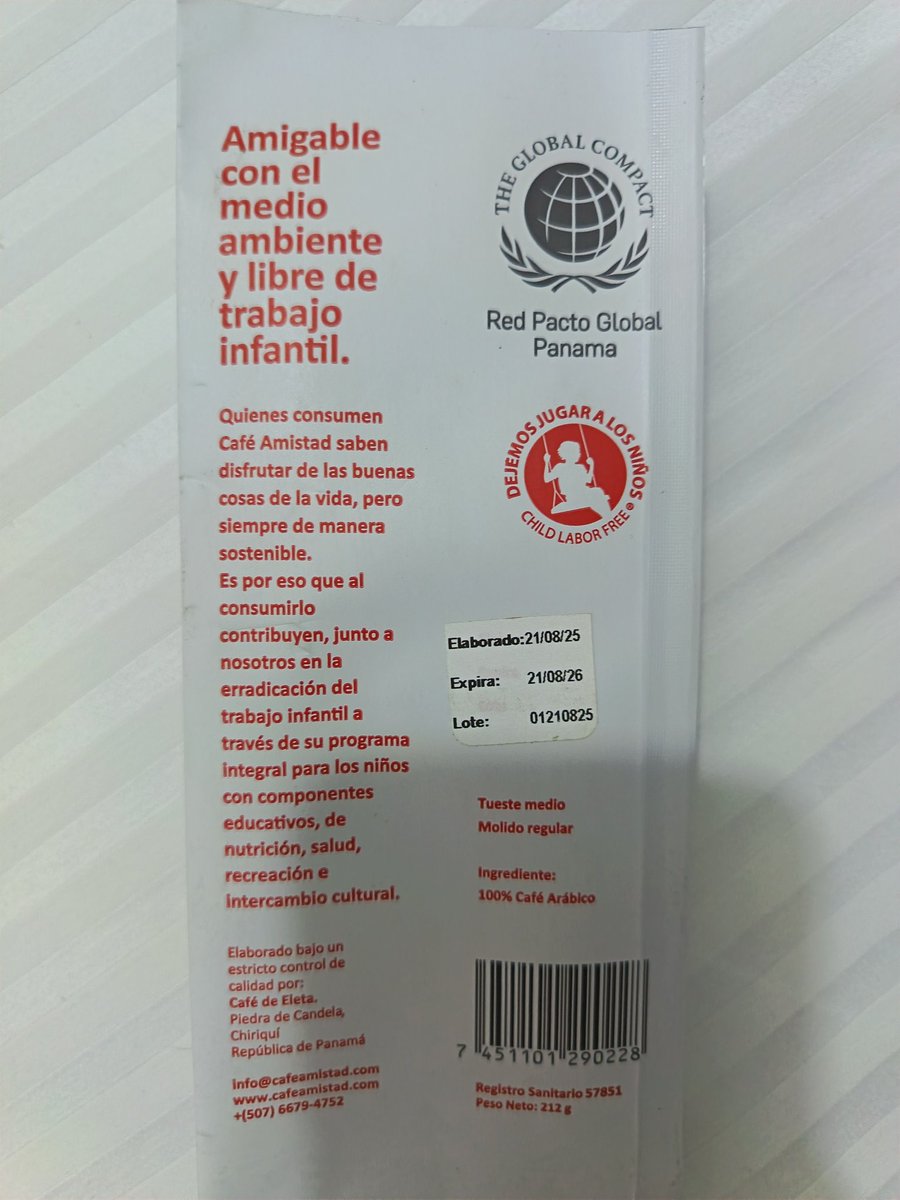 Amigable
con el
medio
ambiente
y libre de
trabajo
infantil.
Quienes consumen
Café Amistad saben
disfrutar de las buenas
cosas de la vida, pero
siempre de manera
sostenible.
Es por eso que al
consumirlo
contribuyen, junto a
nosotros en la
erradicación del
trabajo infantil a
través de su programa
integral para los niños
con componentes
educativos, de
nutrición, salud,
recreación e
intercambio cultural.
Elaborado bajo un
estricto control de
calidad por:
Café de Eleta.
Piedra de Candela,
Chiriquí
República de Panamá
info@cafeamistad.com
www.cafeamistad.com
+(507) 6679-4752
THE GLOBAL COMPACT
Red Pacto Global
Panama
DEJEMOS JUGAR A LOS NIÑOS
CHILD LABOR FREE
Elaborado:21/08/25
Expira: 21/08/26
Lote: 01210825
Tueste medio
Molido regular
Ingrediente:
100% Café Arábico
7 451101 290228
Registro Sanitario 57851
Peso Neto: 212 g